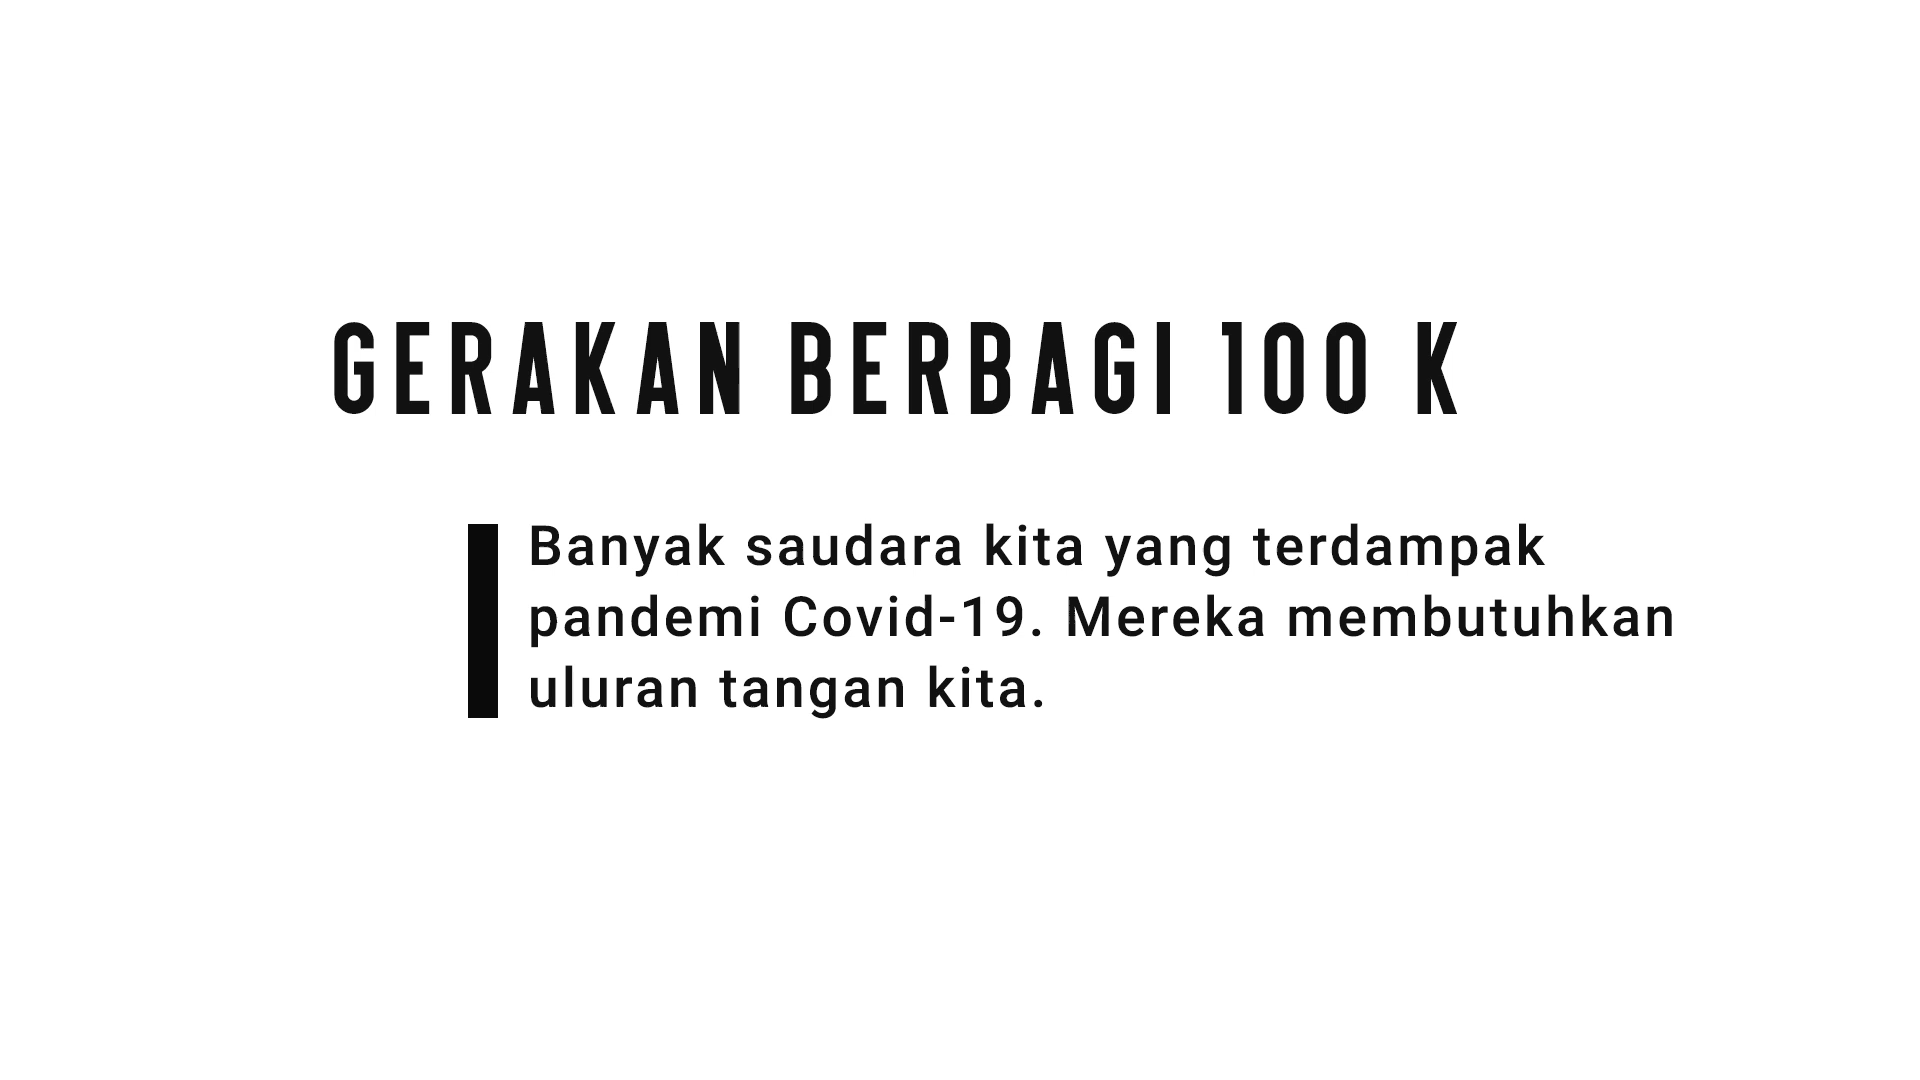 GERAKAN BERBAGI 100 K
Banyak saudara kita yang terdampak
pandemi Covid-19. Mereka membutuhkan
uluran tangan kita.